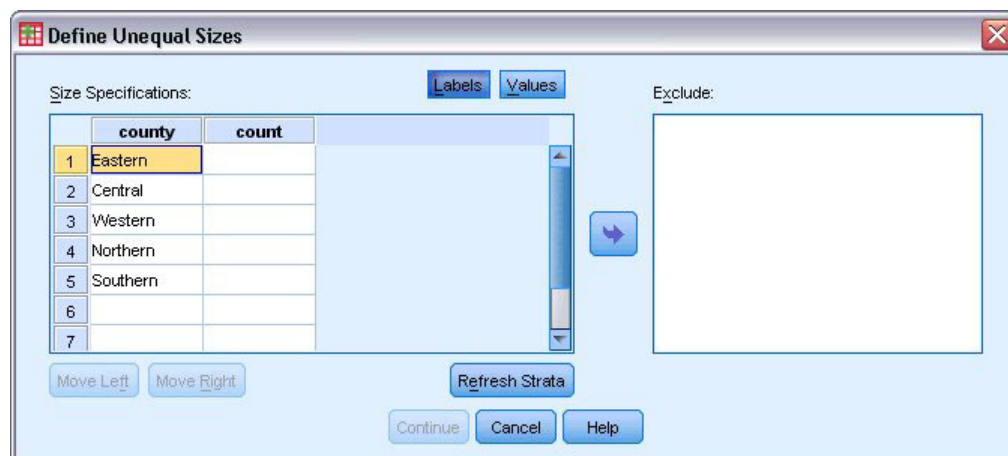 Define Unequal Sizes
Size Specifications:
Labels
Values
Exclude:
county count
1 Eastern
2 Central
3 Western
4 Northern
5 Southern
6
7
Move Left
Move Right
Refresh Strata
Continue
Cancel
Help